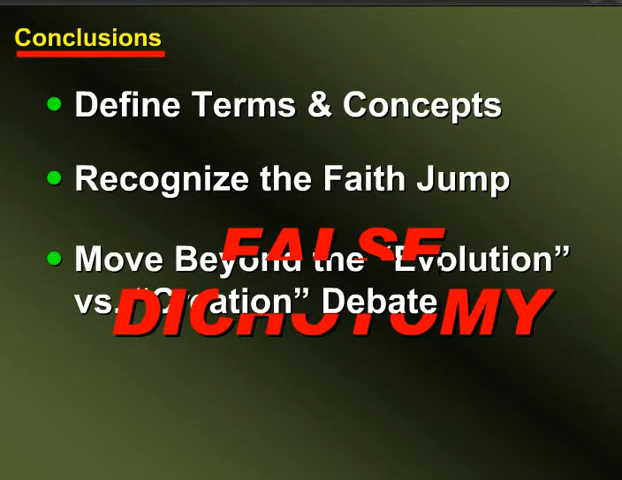 Conclusions
• Define Terms & Concepts
• Recognize the Faith Jump
• Move Beyond the “Evolution”
vs. “Creation” Debate
FALSE
DICHOTOMY